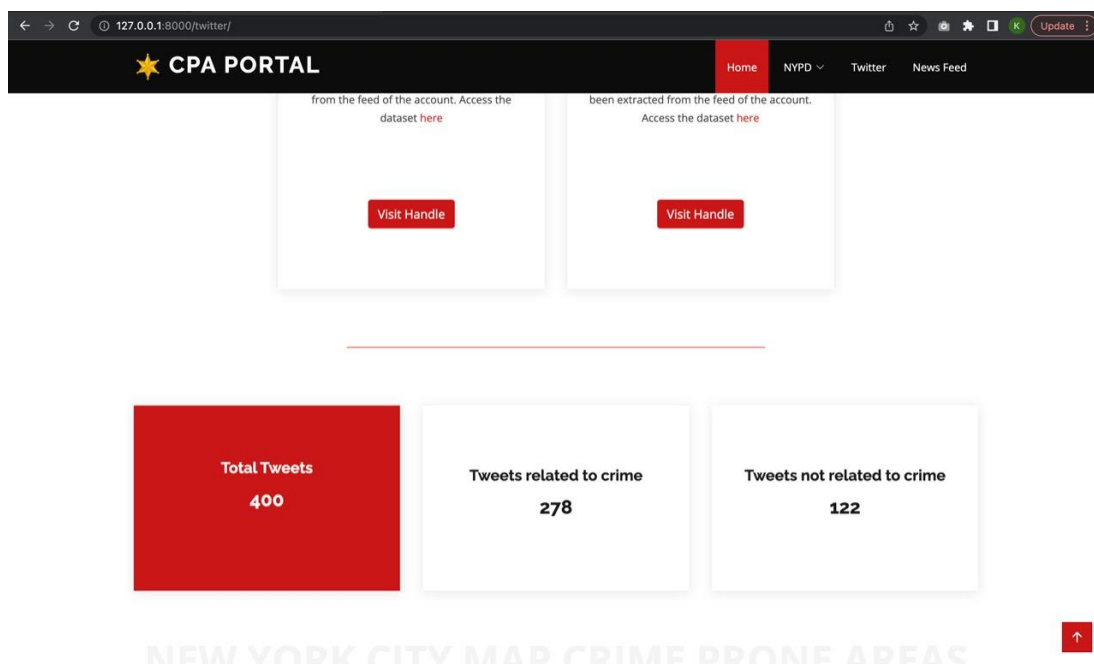 127.0.0.1:8000/twitter/
K
Update
CPA PORTAL
Home
NYPD
Twitter
News Feed
from the feed of the account. Access the
dataset here
been extracted from the feed of the account.
Access the dataset here
Visit Handle
Visit Handle
Total Tweets
400
Tweets related to crime
278
Tweets not related to crime
122
NEW YORK CITY MAP CRIME PRONE AREAS